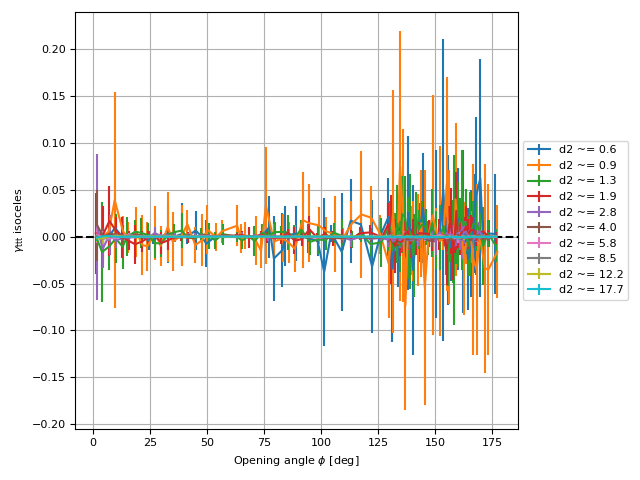 0.20
0.15
0.10
0.05
0.00
−0.05
−0.10
−0.15
−0.20
γttt isoceles
0 25 50 75 100 125 150 175
Opening angle ϕ [deg]
d2 ~= 0.6
d2 ~= 0.9
d2 ~= 1.3
d2 ~= 1.9
d2 ~= 2.8
d2 ~= 4.0
d2 ~= 5.8
d2 ~= 8.5
d2 ~= 12.2
d2 ~= 17.7